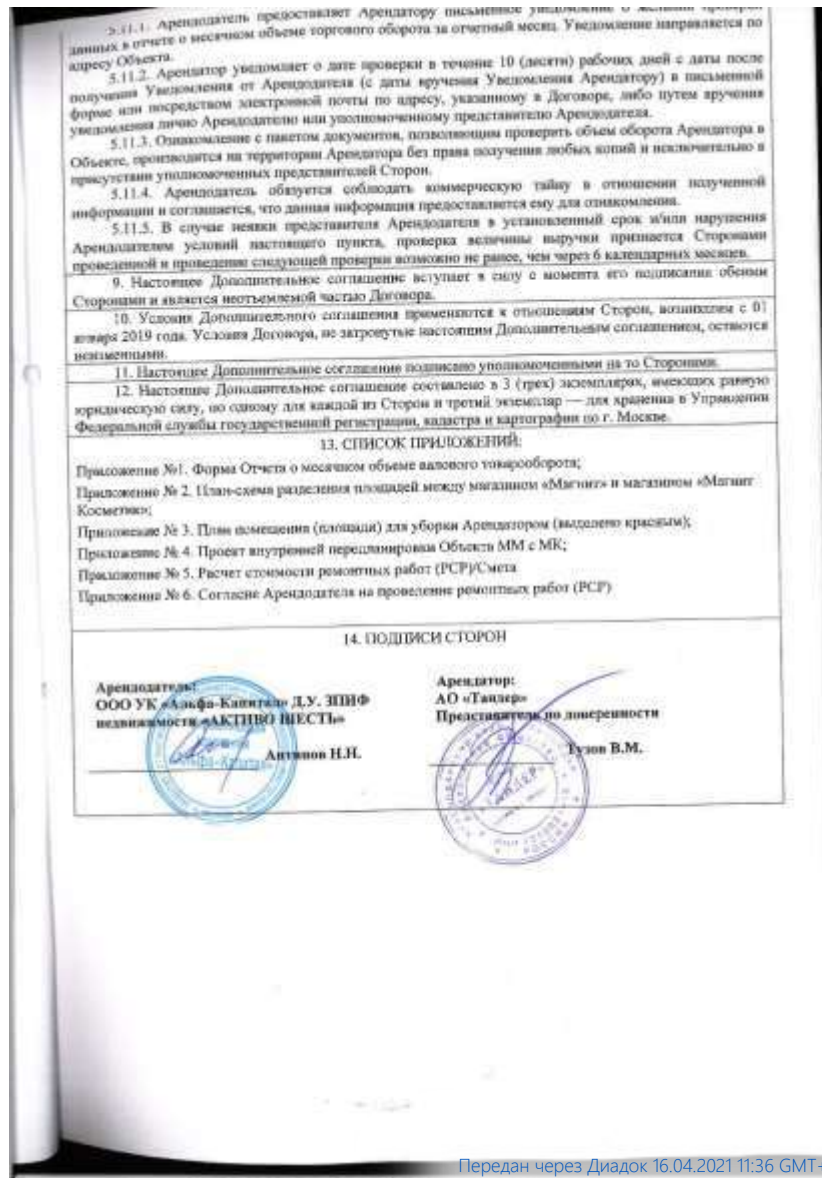 5.11.1. Арендодатель предоставляет Арендатору письменное уведомление о желании проверки
данных в отчете о месячном объеме торгового оборота за отчетный месяц. Уведомление направляется по
адресу Объекта.
5.11.2. Арендатор уведомляет о дате проверки в течение 10 (десяти) рабочих дней с даты после
получения Уведомления от Арендодателя (с даты вручения Уведомления Арендатору) в письменной
форме или посредством электронной почты по адресу, указанному в Договоре, либо путем вручения
уведомления лично Арендодателю или уполномоченному представителю Арендодателя.
5.11.3. Ознакомление с пакетом документов, позволяющим проверить объем оборота Арендатора в
Объекте, производится на территории Арендатора без права получения любых копий и исключительно в
присутствии уполномоченных представителей Сторон.
5.11.4. Арендодатель обязуется соблюдать коммерческую тайну в отношении полученной
информации и соглашается, что данная информация предоставляется ему для ознакомления.
5.11.5. В случае неявки представителя Арендодателя в установленный срок и/или нарушения
Арендодателем условий настоящего пункта, проверка величины выручки признается Сторонами
проведенной и проведение следующей проверки возможно не ранее, чем через 6 календарных месяцев.
9. Настоящее Дополнительное соглашение вступает в силу с момента его подписания обеими
Сторонами и является неотъемлемой частью Договора.
10. Условия Дополнительного соглашения применяются к отношениям Сторон, возникшим с 01
января 2019 года. Условия Договора, не затронутые настоящим Дополнительным соглашением, остаются
неизменными.
11. Настоящее Дополнительное соглашение подписано уполномоченными на то Сторонами.
12. Настоящее Дополнительное соглашение составлено в 3 (трех) экземплярах, имеющих равную
юридическую силу, по одному для каждой из Сторон и третий экземпляр — для хранения в Управлении
Федеральной службы государственной регистрации, кадастра и картографии по г. Москве.
13. СПИСОК ПРИЛОЖЕНИЙ:
Приложение №1. Форма Отчета о месячном объеме валового товарооборота;
Приложение № 2. План-схема разделения площадей между магазином «Магнит» и магазином «Магнит
Косметик»;
Приложение № 3. План помещения (площади) для уборки Арендатором (выделено красным);
Приложение № 4. Проект внутренней перепланировки Объекта ММ с МК;
Приложение № 5. Расчет стоимости ремонтных работ (РСР)/Смета
Приложение № 6. Согласие Арендодателя на проведение ремонтных работ (РСР)
14. ПОДПИСИ СТОРОН
Арендодатель:
ООО УК «Альфа-Капитал» Д.У. ЗПИФ
недвижимости «АКТИВО ШЕСТЬ»
Антипов Н.Н.
Арендатор:
АО «Тандер»
Представитель по доверенности
Тузов В.М.
Передан через Диадок 16.04.2021 11:36 GMT+